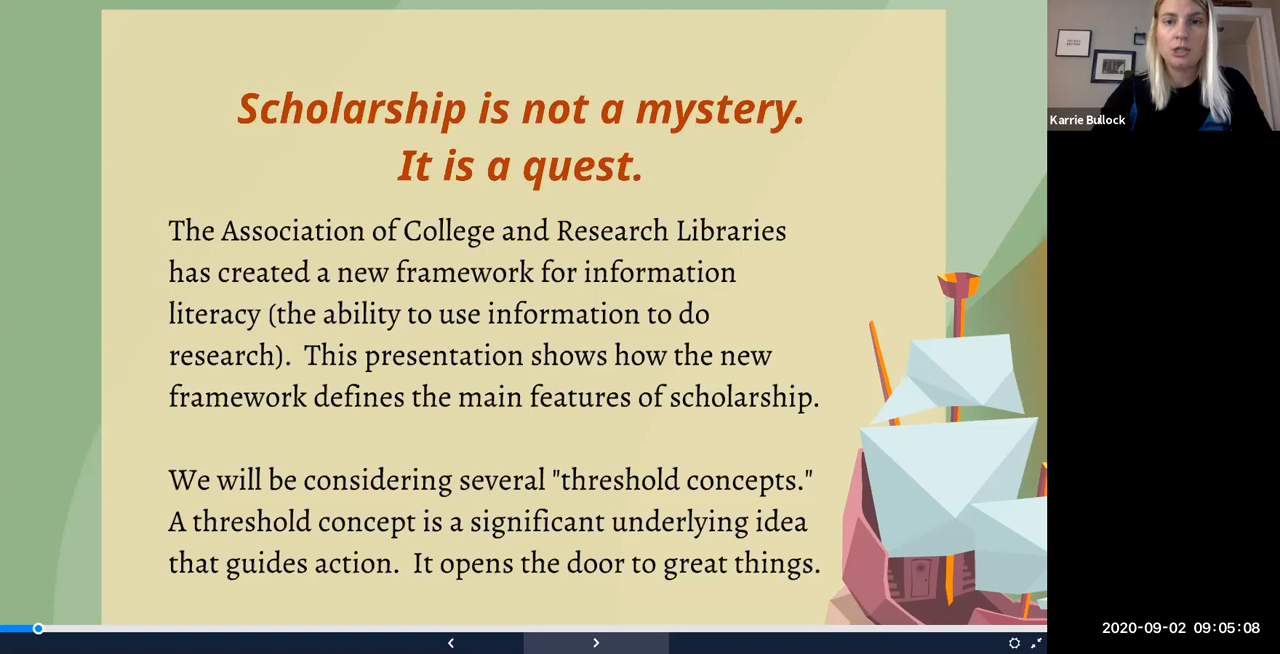 Scholarship is not a mystery.
It is a quest.
The Association of College and Research Libraries
has created a new framework for information
literacy (the ability to use information to do
research).  This presentation shows how the new
framework defines the main features of scholarship.
We will be considering several "threshold concepts."
A threshold concept is a significant underlying idea
that guides action.  It opens the door to great things.
Karrie Bullock
2020-09-02 09:05:08